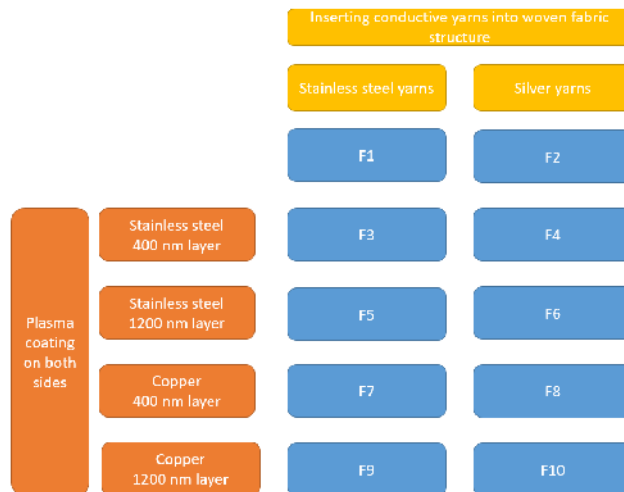 Inserting conductive yarns into woven fabric
structure
Stainless steel yarns
Silver yarns
F1
F2
Plasma
coating
on both
sides
Stainless steel
400 nm layer
F3
F4
Stainless steel
1200 nm layer
F5
F6
Copper
400 nm layer
F7
F8
Copper
1200 nm layer
F9
F10